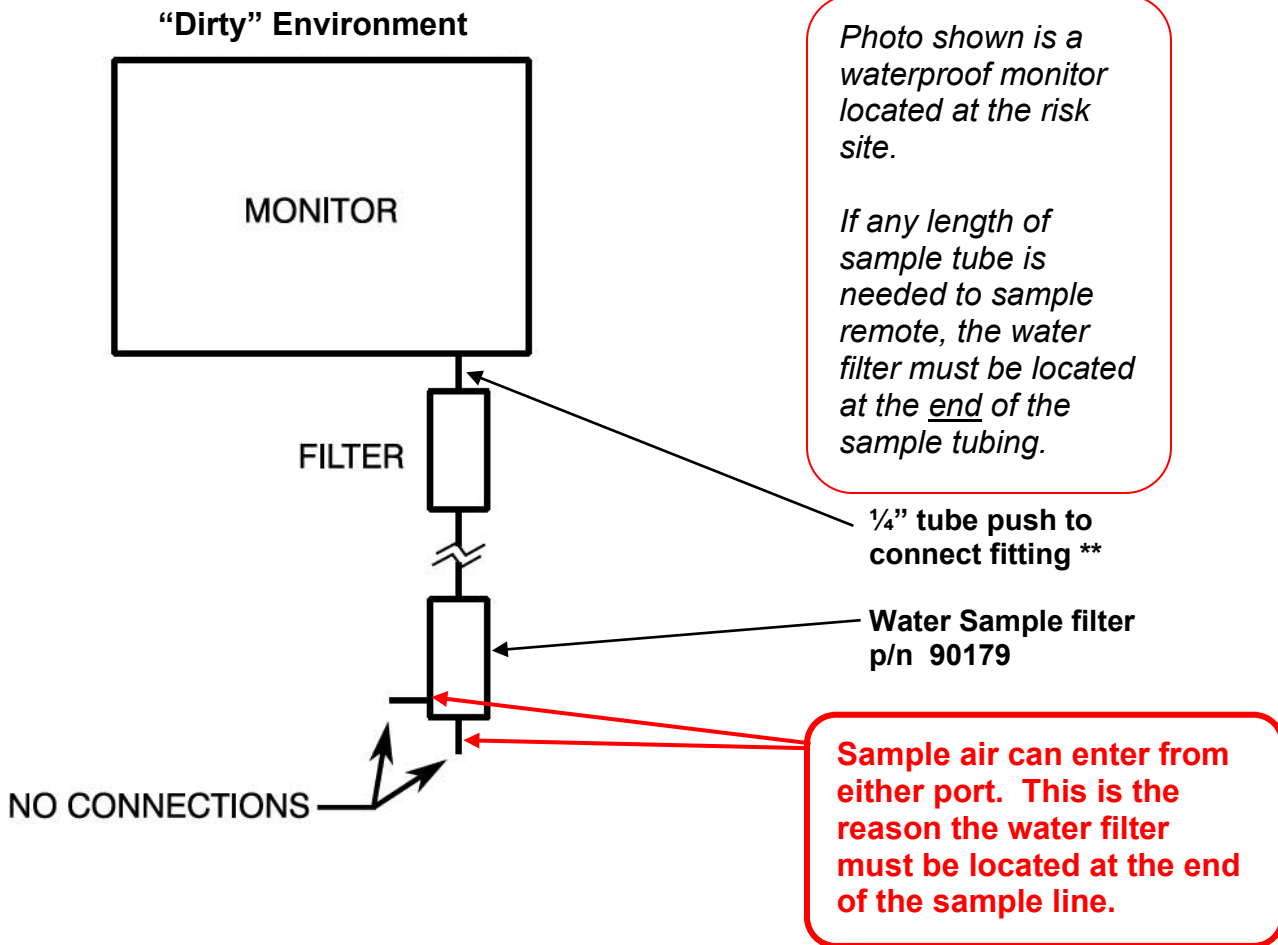 “Dirty” Environment
MONITOR
FILTER
NO CONNECTIONS
Photo shown is a
waterproof monitor
located at the risk
site.
If any length of
sample tube is
needed to sample
remote, the water
filter must be located
at the end of the
sample tubing.
¼” tube push to
connect fitting **
Water Sample filter
p/n 90179
Sample air can enter from
either port. This is the
reason the water filter
must be located at the end
of the sample line.